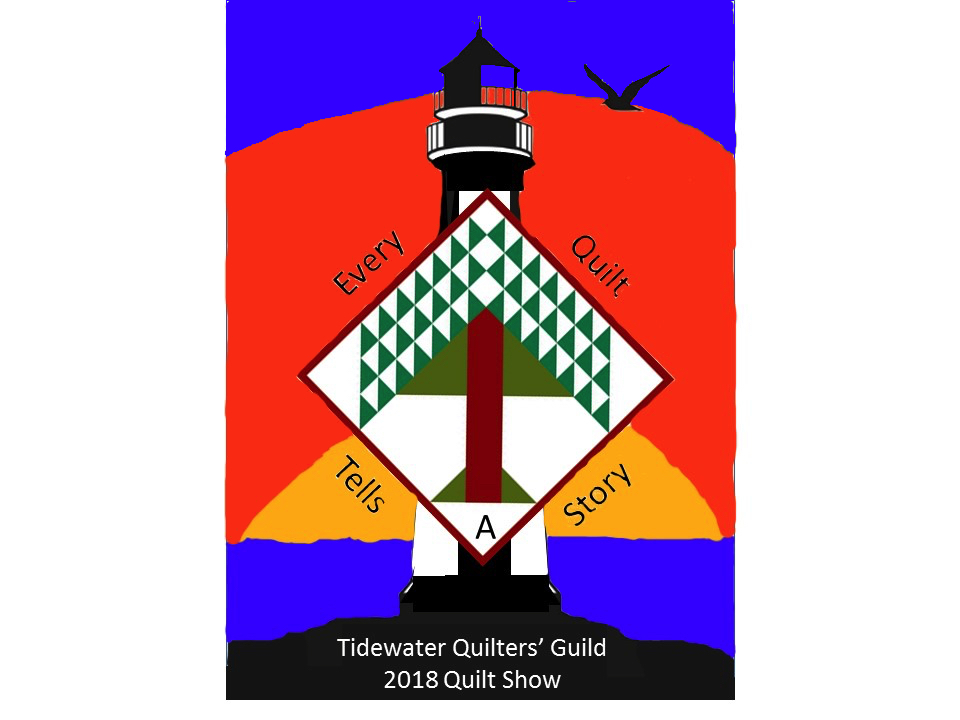 Every
Quilt
Tells
A
Story
Tidewater Quilters’ Guild
2018 Quilt Show